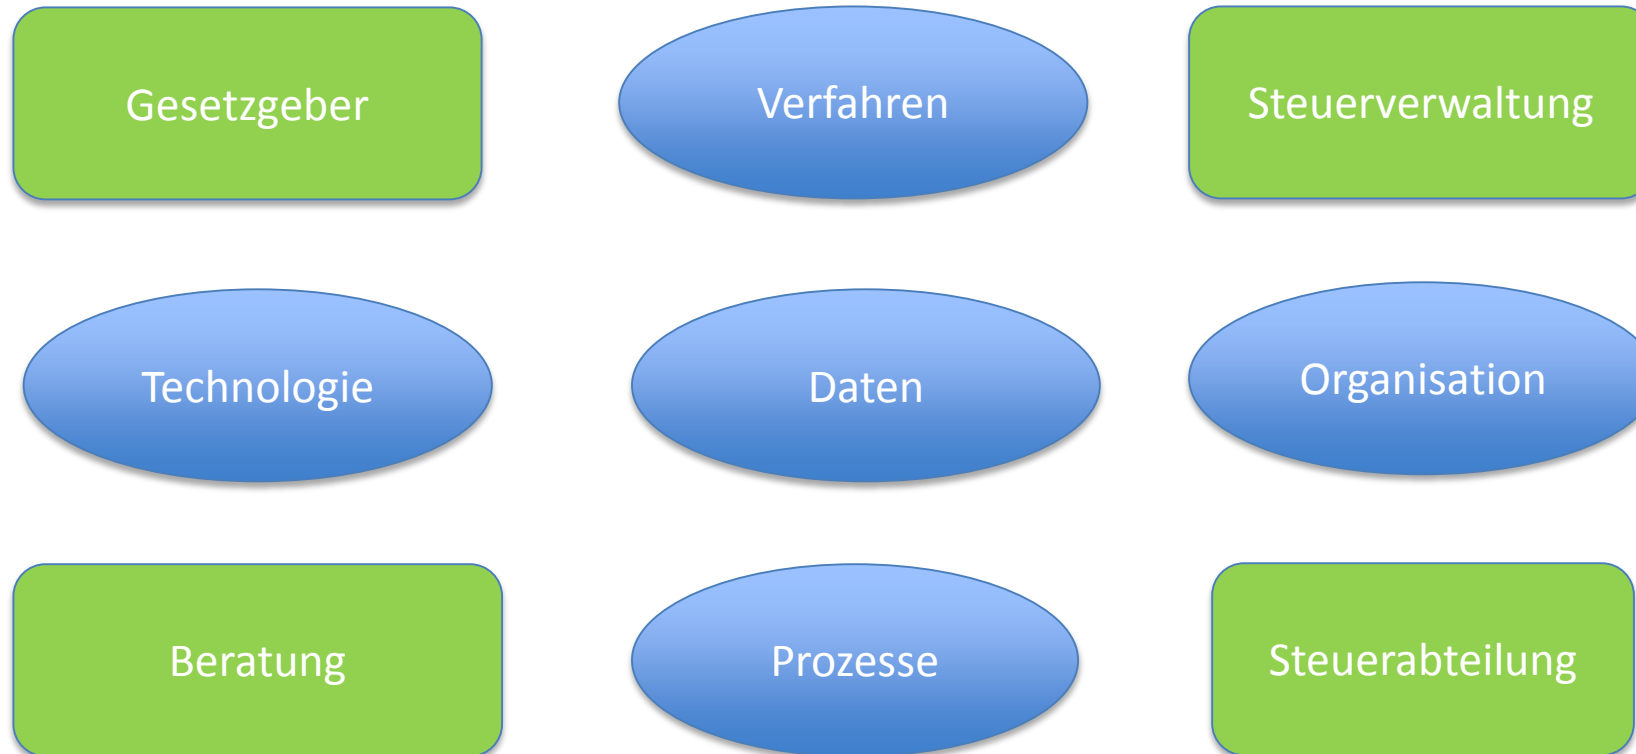 Gesetzgeber
Verfahren
Steuerverwaltung
Technologie
Daten
Organisation
Beratung
Prozesse
Steuerabteilung